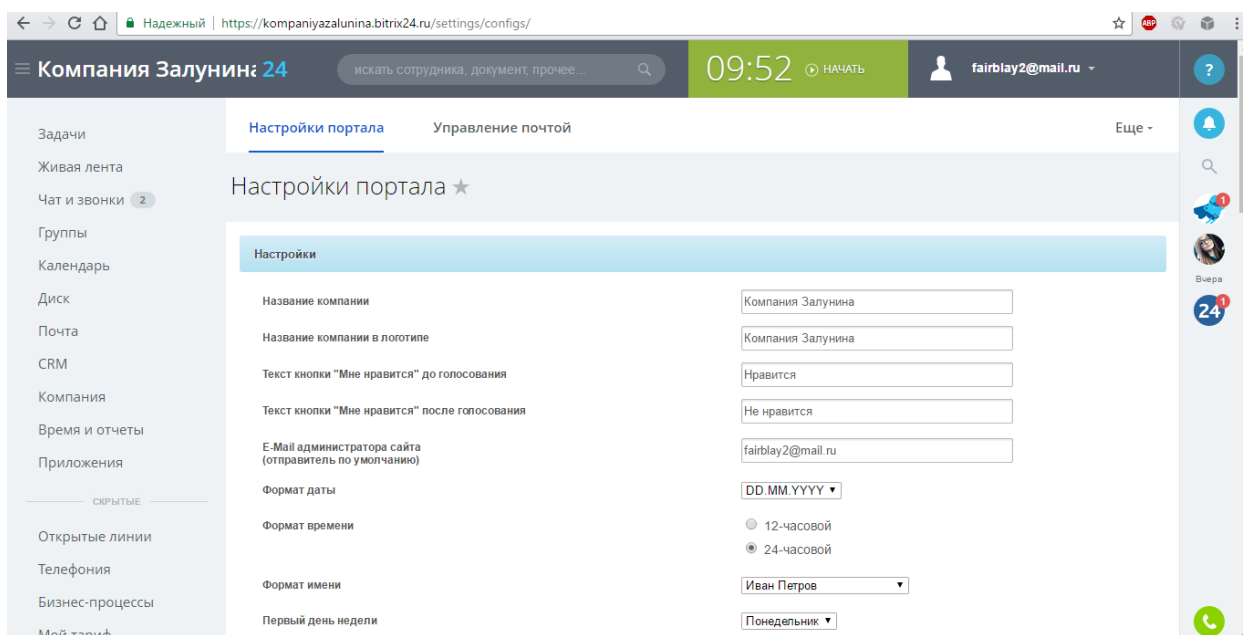 Надежный | https://kompaniyazalunina.bitrix24.ru/settings/configs/
ABP
Компания Залунина 24
искать сотрудника, документ, прочее...
09:52 НАЧАТЬ
fairblay2@mail.ru
?
Задачи
Живая лента
Чат и звонки 2
Группы
Календарь
Диск
Почта
CRM
Компания
Время и отчеты
Приложения
СКРЫТЫЕ
Открытые линии
Телефония
Бизнес-процессы
Мой тариф
Настройки портала Управление почтой Еще
Настройки портала
Настройки
Название компании Компания Залунина
Название компании в логотипе Компания Залунина
Текст кнопки "Мне нравится" до голосования Нравится
Текст кнопки "Мне нравится" после голосования Не нравится
E-Mail администратора сайта
(отправитель по умолчанию) fairblay2@mail.ru
Формат даты DD.MM.YYYY
Формат времени 12-часовой
24-часовой
Формат имени Иван Петров
Первый день недели Понедельник
1
Вчера
24 1